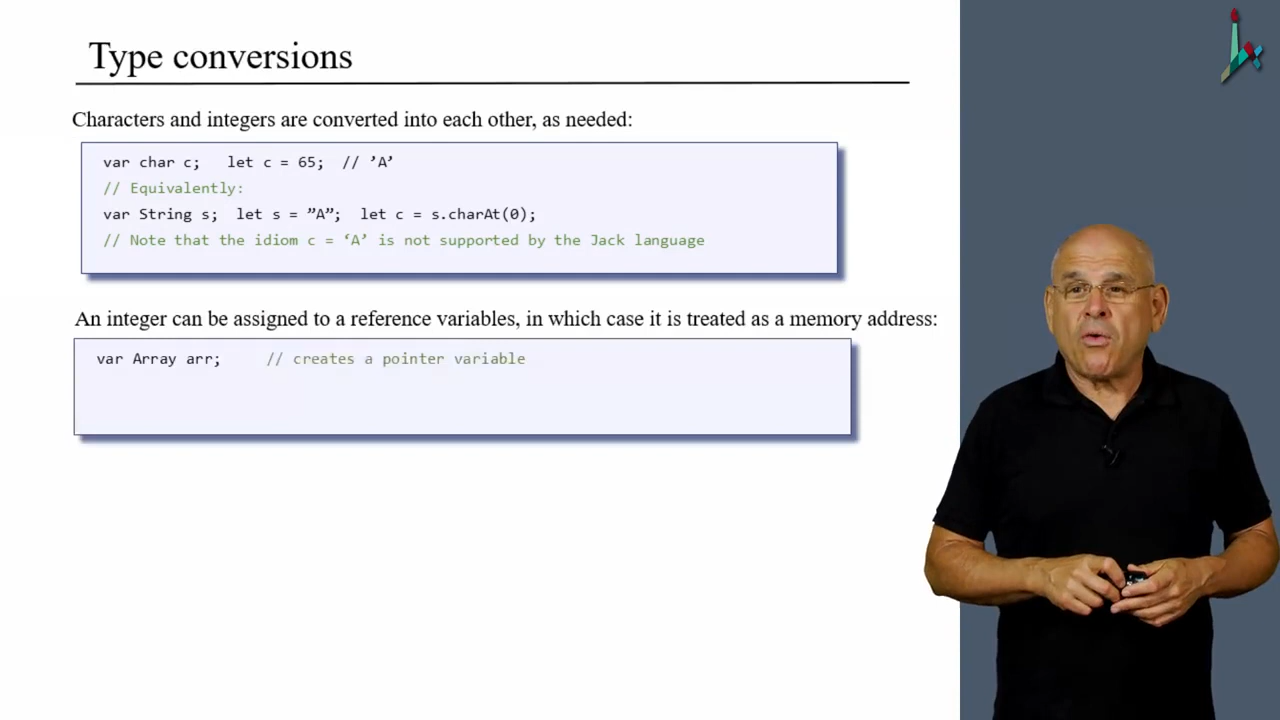 Type conversions
Characters and integers are converted into each other, as needed:
var char c;   let c = 65;  // ’A’
// Equivalently:
var String s;  let s = ”A”;  let c = s.charAt(0);
// Note that the idiom c = ‘A’ is not supported by the Jack language
An integer can be assigned to a reference variables, in which case it is treated as a memory address:
var Array arr;     // creates a pointer variable